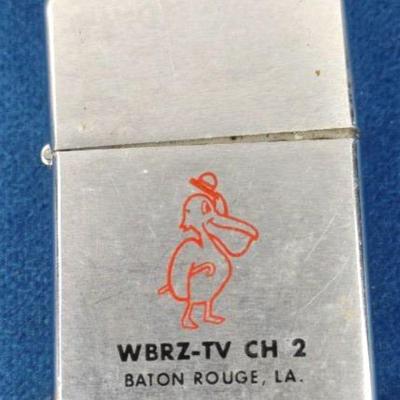 WBRZ-TV CH 2
BATON ROUGE, LA.